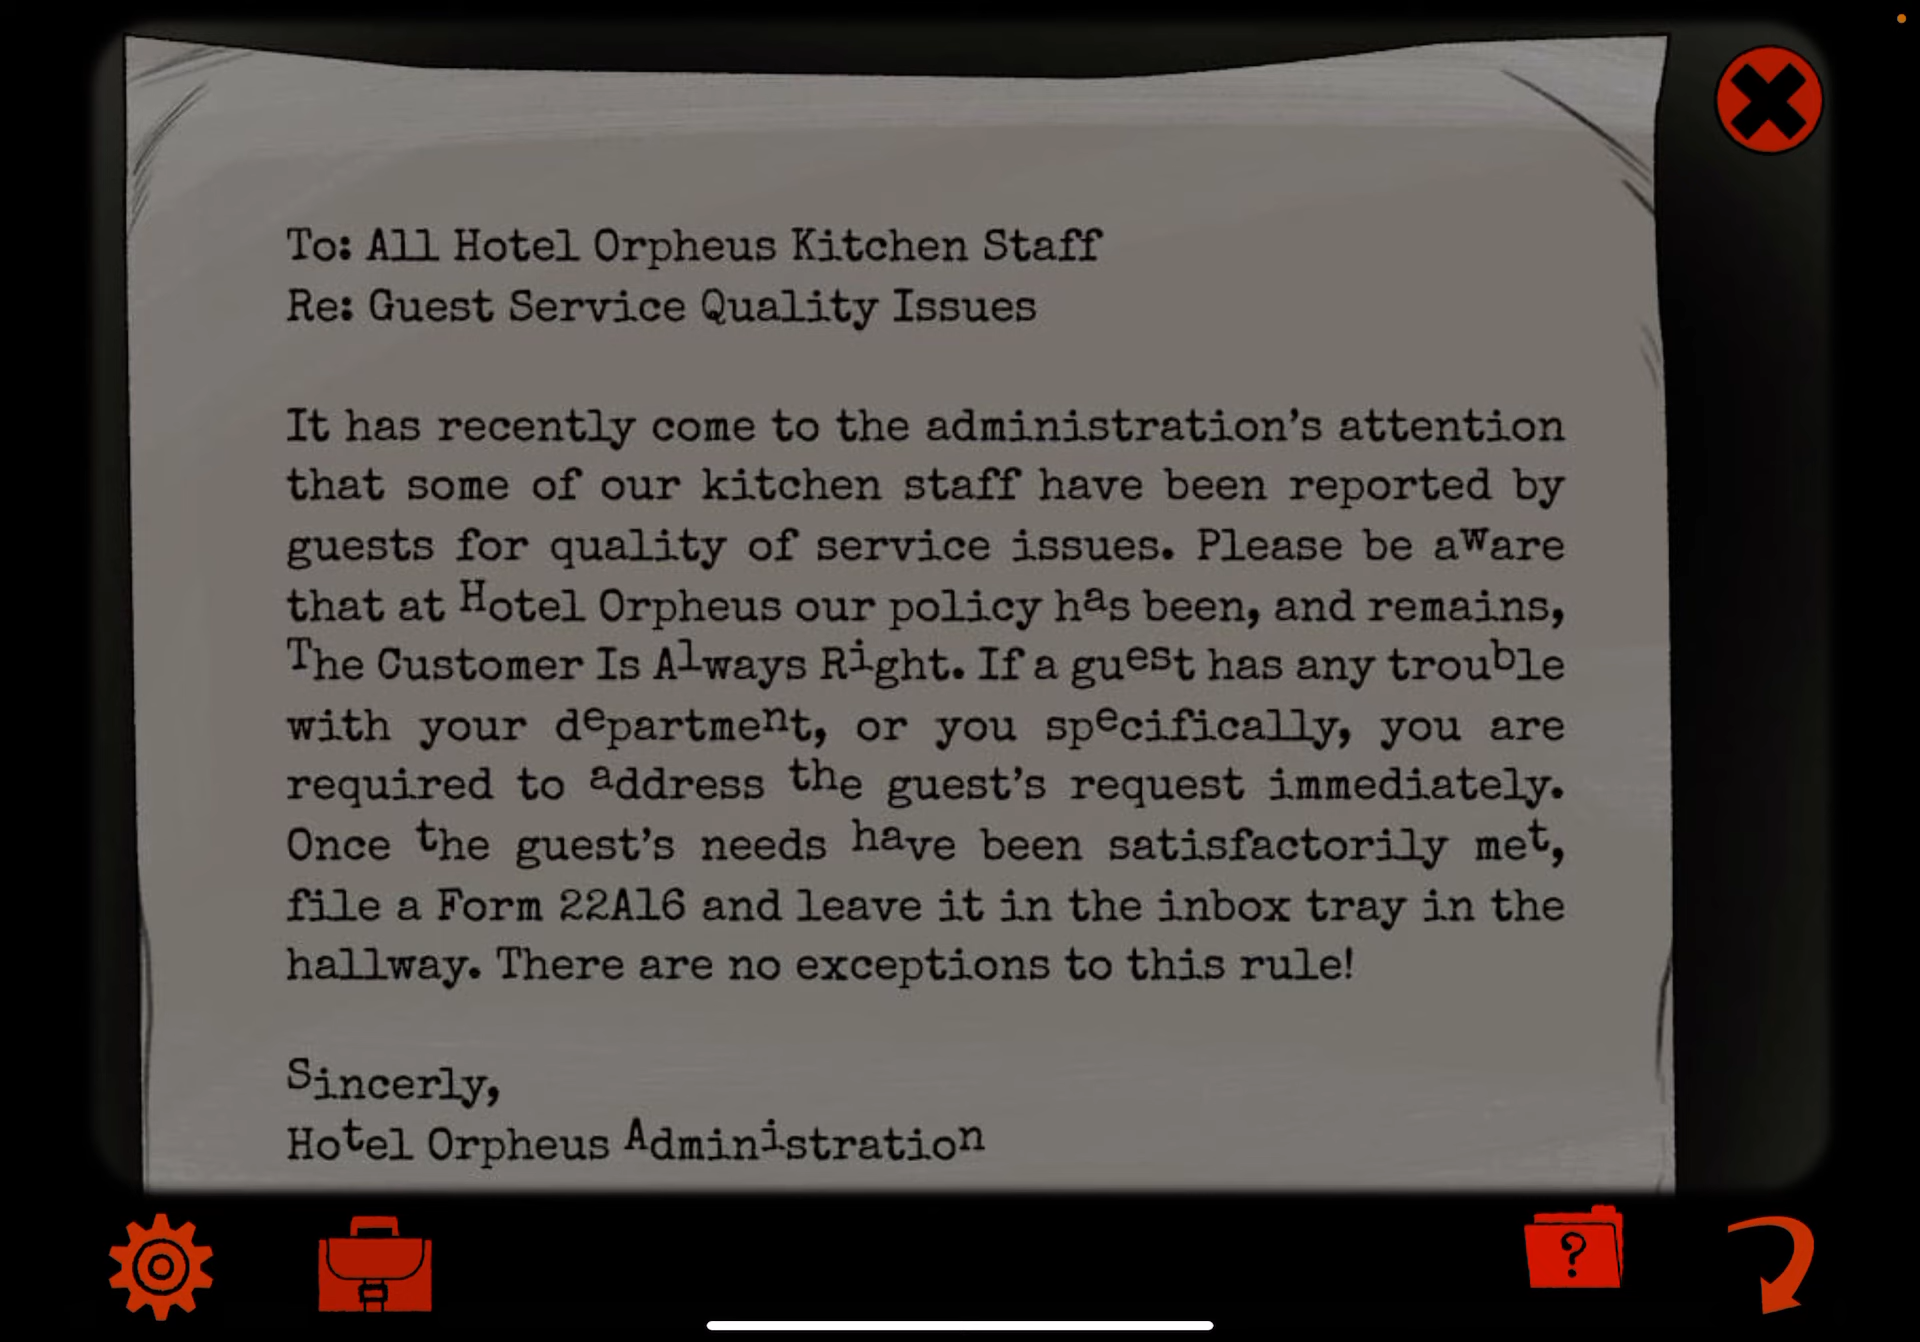 To: All Hotel Orpheus Kitchen Staff
Re: Guest Service Quality Issues
It has recently come to the administration's attention
that some of our kitchen staff have been reported by
guests for quality of service issues. Please be aware
that at Hotel Orpheus our policy has been, and remains,
The Customer Is Always Right. If a guest has any trouble
with your department, or you specifically, you are
required to address the guest's request immediately.
Once the guest's needs have been satisfactorily met,
file a Form 22A16 and leave it in the inbox tray in the
hallway. There are no exceptions to this rule!
Sincerly,
Hotel Orpheus Administration
?